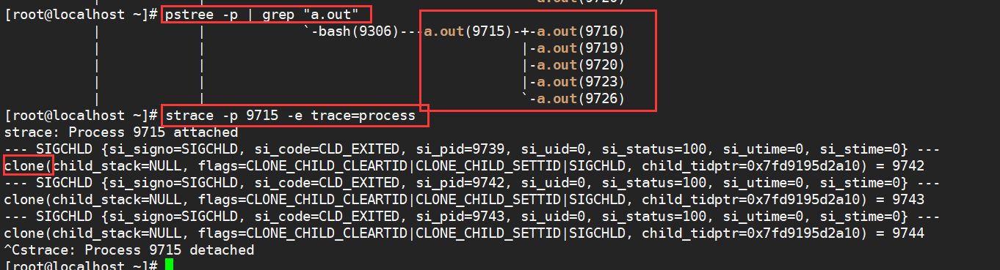 [root@localhost ~]# pstree -p | grep "a.out"
|            |            `-bash(9306)---a.out(9715)-+-a.out(9716)
|            |                                       |-a.out(9719)
|            |                                       |-a.out(9720)
|            |                                       |-a.out(9723)
|            |                                       `-a.out(9726)
[root@localhost ~]# strace -p 9715 -e trace=process
strace: Process 9715 attached
--- SIGCHLD {si_signo=SIGCHLD, si_code=CLD_EXITED, si_pid=9739, si_uid=0, si_status=100, si_utime=0, si_stime=0} ---
clone(child_stack=NULL, flags=CLONE_CHILD_CLEARTID|CLONE_CHILD_SETTID|SIGCHLD, child_tidptr=0x7fd9195d2a10) = 9742
--- SIGCHLD {si_signo=SIGCHLD, si_code=CLD_EXITED, si_pid=9742, si_uid=0, si_status=100, si_utime=0, si_stime=0} ---
clone(child_stack=NULL, flags=CLONE_CHILD_CLEARTID|CLONE_CHILD_SETTID|SIGCHLD, child_tidptr=0x7fd9195d2a10) = 9743
--- SIGCHLD {si_signo=SIGCHLD, si_code=CLD_EXITED, si_pid=9743, si_uid=0, si_status=100, si_utime=0, si_stime=0} ---
clone(child_stack=NULL, flags=CLONE_CHILD_CLEARTID|CLONE_CHILD_SETTID|SIGCHLD, child_tidptr=0x7fd9195d2a10) = 9744
^Cstrace: Process 9715 detached
[root@localhost ~]#